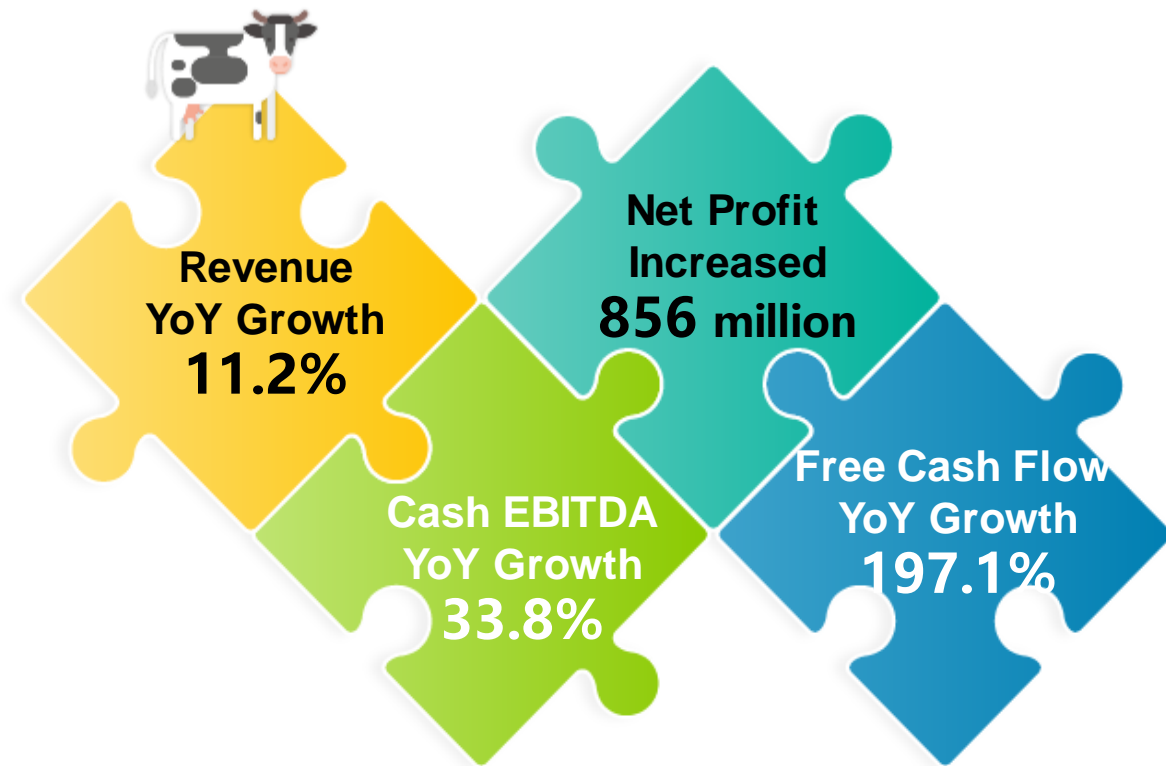 Revenue
YoY Growth
11.2%
Net Profit
Increased
856 million
Cash EBITDA
YoY Growth
33.8%
Free Cash Flow
YoY Growth
197.1%